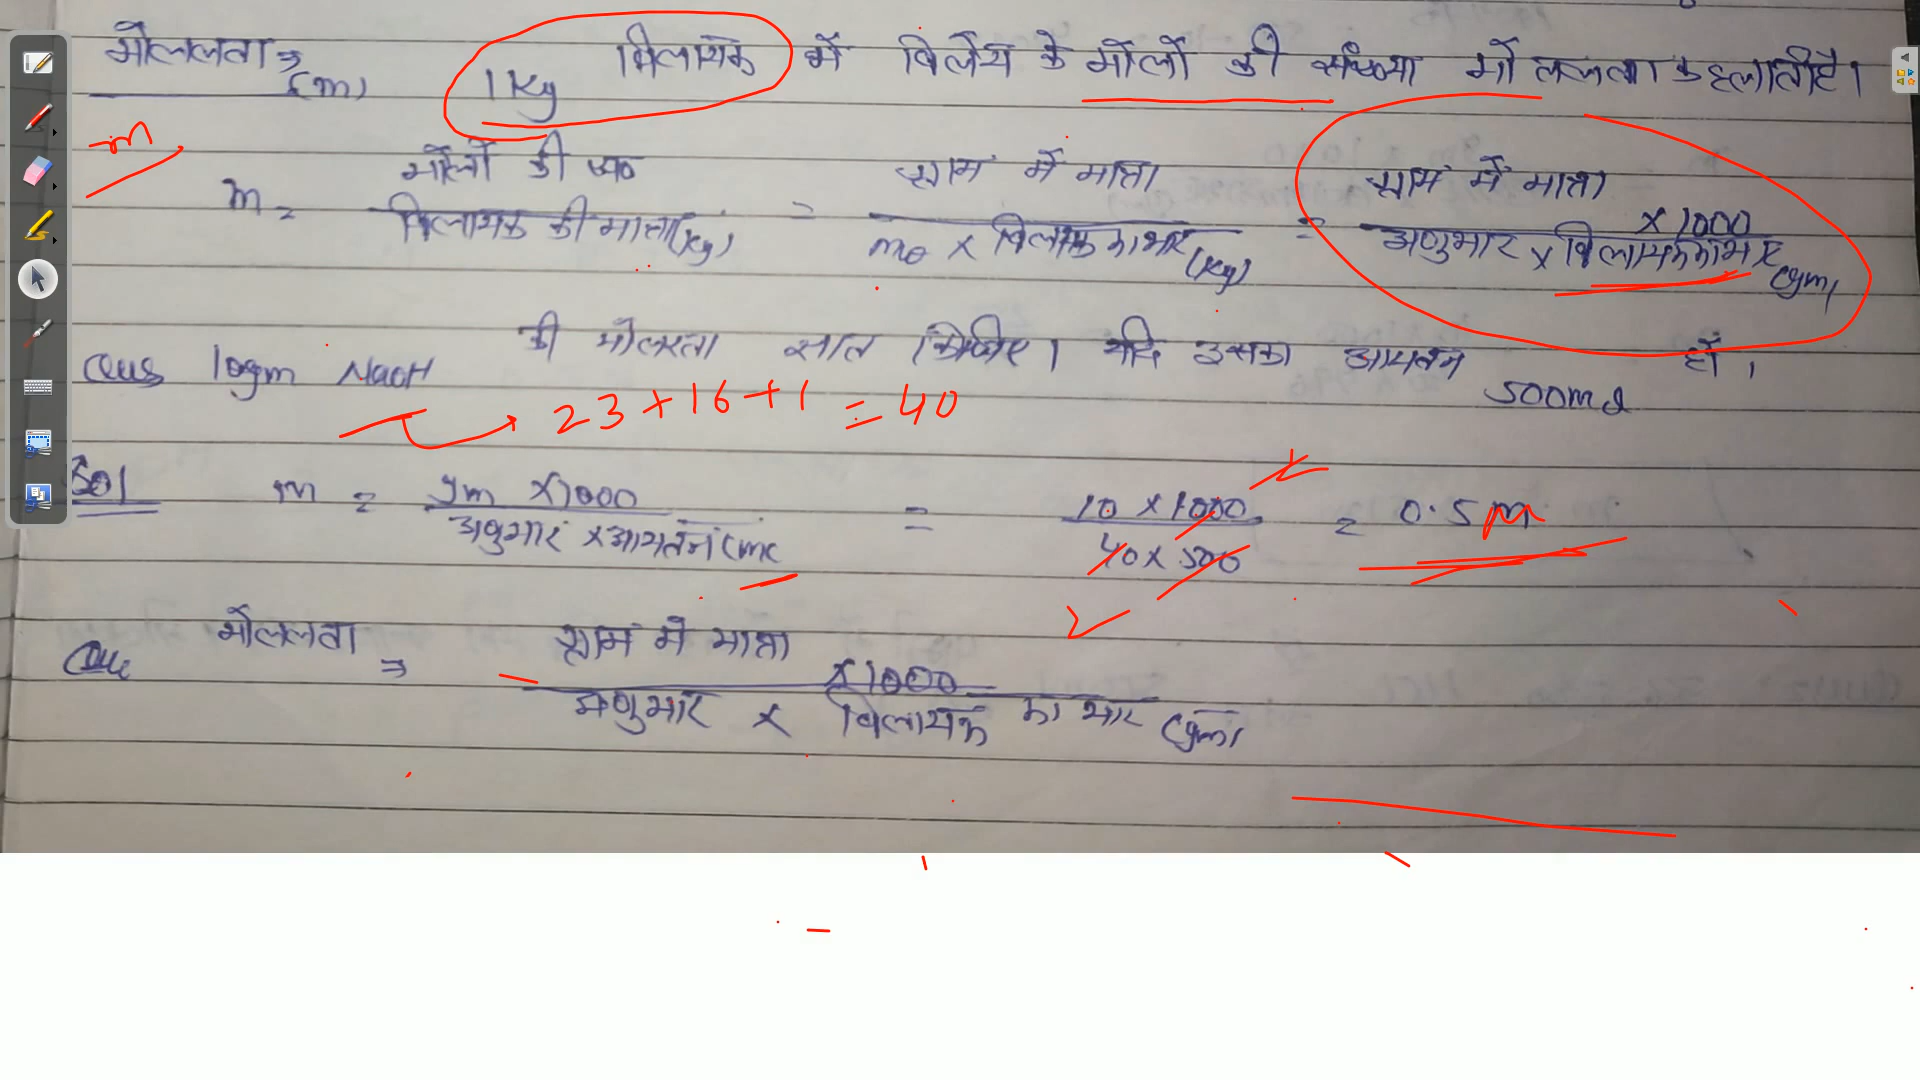 मोललता ⇒ (m) 1 Kg विलायक में विलेय के मोलों की संख्या मोललता कहलाती है।
m
m = मोलों की सं० / विलायक की मात्रा (Kg) = ग्राम में मात्रा / mo × विलायक का भार (Kg) = ग्राम में मात्रा × 1000 / अणुभार × विलायक का भार (gm)
Ques 10gm NaOH की मोलरता ज्ञात कीजिए। यदि उसका आयतन 500ml हो।
23 + 16 + 1 = 40
Sol m = gm × 1000 / अणुभार × आयतन = 10 × 1000 / 40 × 500 = 0.5 M
Que मोललता ⇒ ग्राम में मात्रा × 1000 / अणुभार × विलायक का भार (gm)